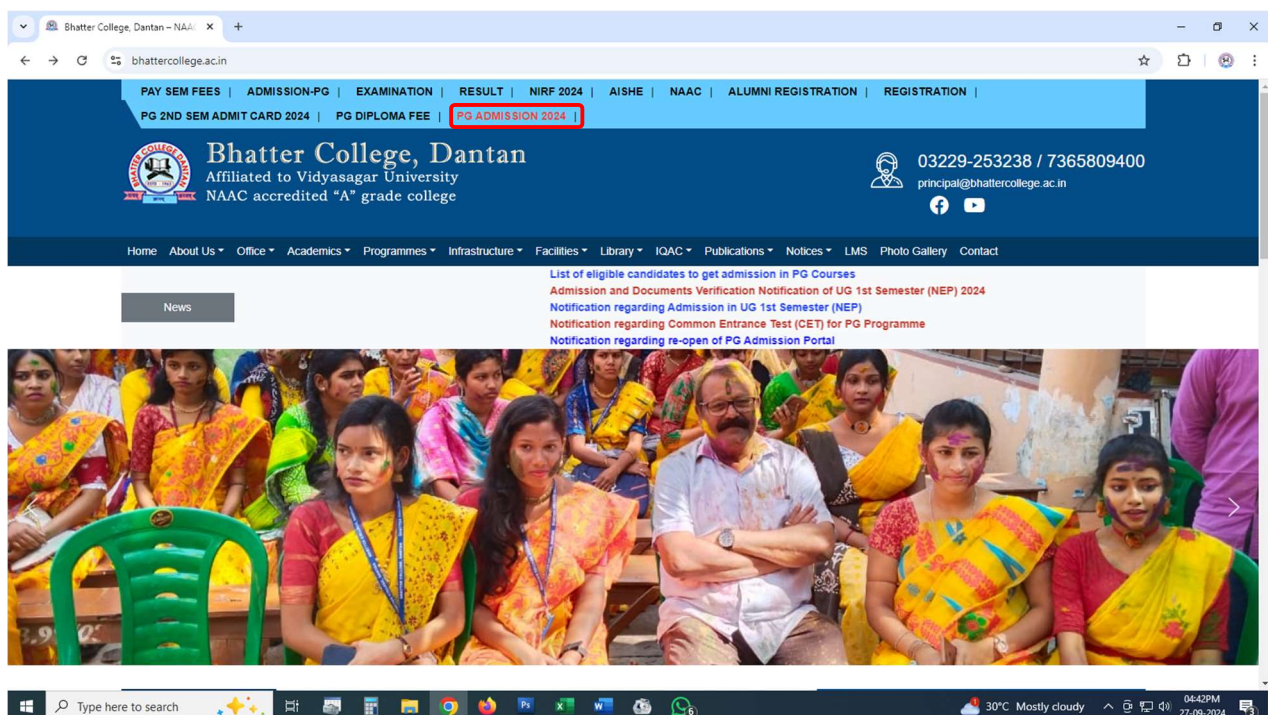 Bhatter College, Dantan – NAA
bhattercollege.ac.in
PAY SEM FEES | ADMISSION-PG | EXAMINATION | RESULT | NIRF 2024 | AISHE | NAAC | ALUMNI REGISTRATION | REGISTRATION |
PG 2ND SEM ADMIT CARD 2024 | PG DIPLOMA FEE | PG ADMISSION 2024 |
Bhatter College, Dantan
Affiliated to Vidyasagar University
NAAC accredited “A” grade college
03229-253238 / 7365809400
principal@bhattercollege.ac.in
Home About Us Office Academics Programmes Infrastructure Facilities Library IQAC Publications Notices LMS Photo Gallery Contact
List of eligible candidates to get admission in PG Courses
Admission and Documents Verification Notification of UG 1st Semester (NEP) 2024
News
Notification regarding Admission in UG 1st Semester (NEP)
Notification regarding Common Entrance Test (CET) for PG Programme
Notification regarding re-open of PG Admission Portal
Type here to search
30°C Mostly cloudy
04:42PM
27-09-2024